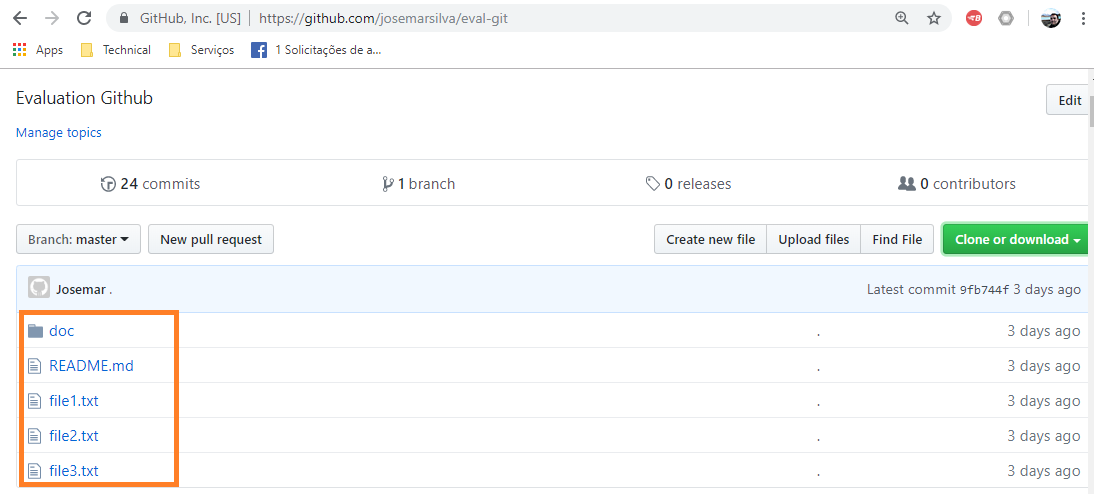 GitHub, Inc. [US] | https://github.com/josemarsilva/eval-git
Apps Technical Serviços 1 Solicitações de a...
Evaluation Github
Edit
Manage topics
24 commits 1 branch 0 releases 0 contributors
Branch: master New pull request Create new file Upload files Find File Clone or download
Josemar . Latest commit 9fb744f 3 days ago
doc . 3 days ago
README.md . 3 days ago
file1.txt . 3 days ago
file2.txt . 3 days ago
file3.txt . 3 days ago